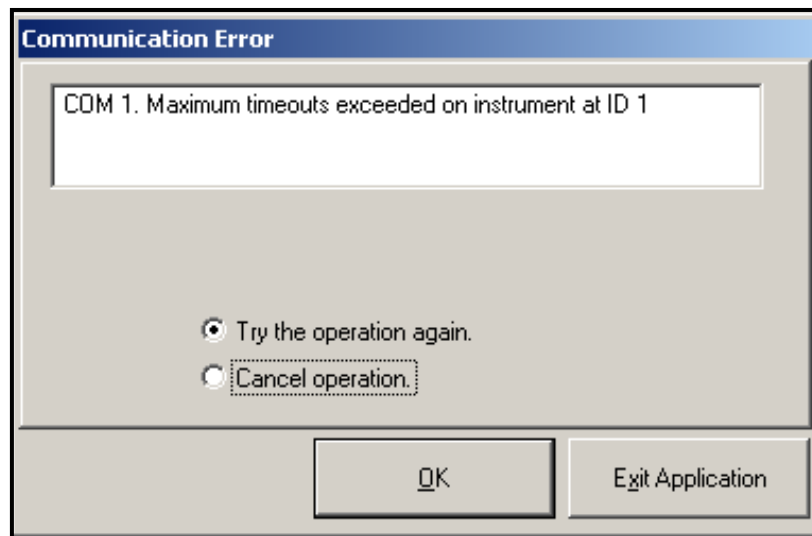 Communication Error
COM 1. Maximum timeouts exceeded on instrument at ID 1
Try the operation again.
Cancel operation.
OK
Exit Application